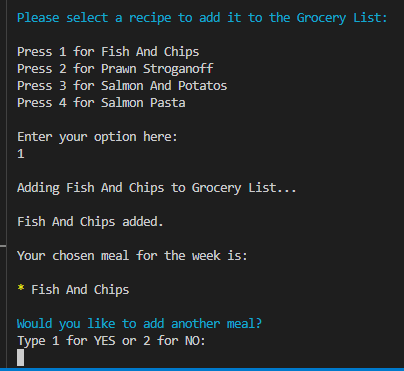 Please select a recipe to add it to the Grocery List:
Press 1 for Fish And Chips
Press 2 for Prawn Stroganoff
Press 3 for Salmon And Potatos
Press 4 for Salmon Pasta
Enter your option here:
1
Adding Fish And Chips to Grocery List...
Fish And Chips added.
Your chosen meal for the week is:
* Fish And Chips
Would you like to add another meal?
Type 1 for YES or 2 for NO: